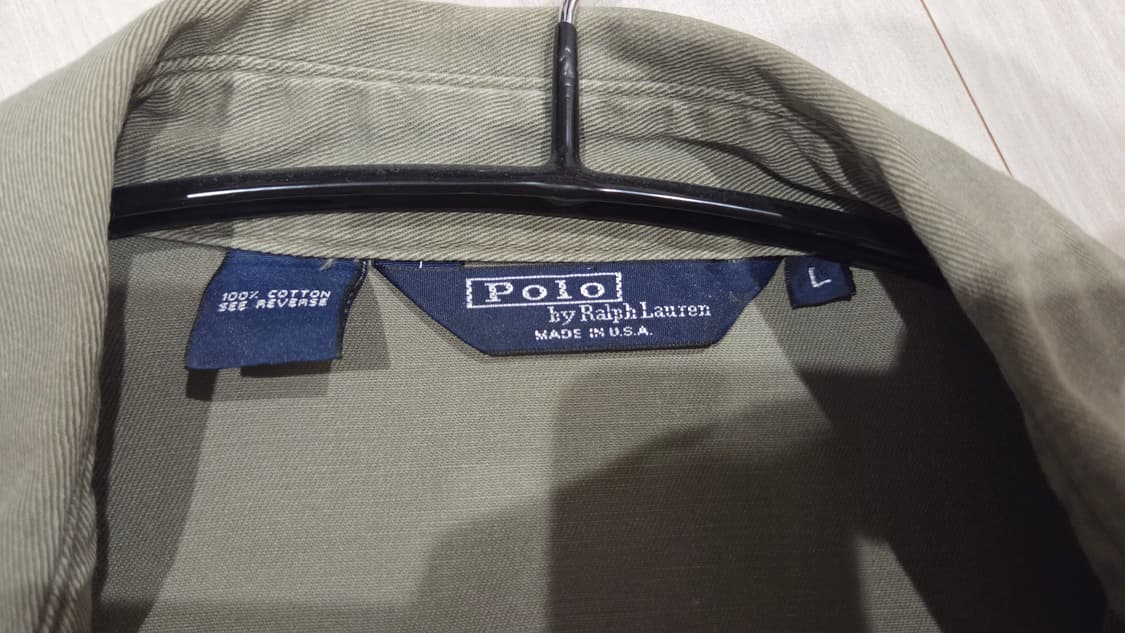 100% COTTON
SEE REVERSE
Polo
by Ralph Lauren
MADE IN U.S.A.
L